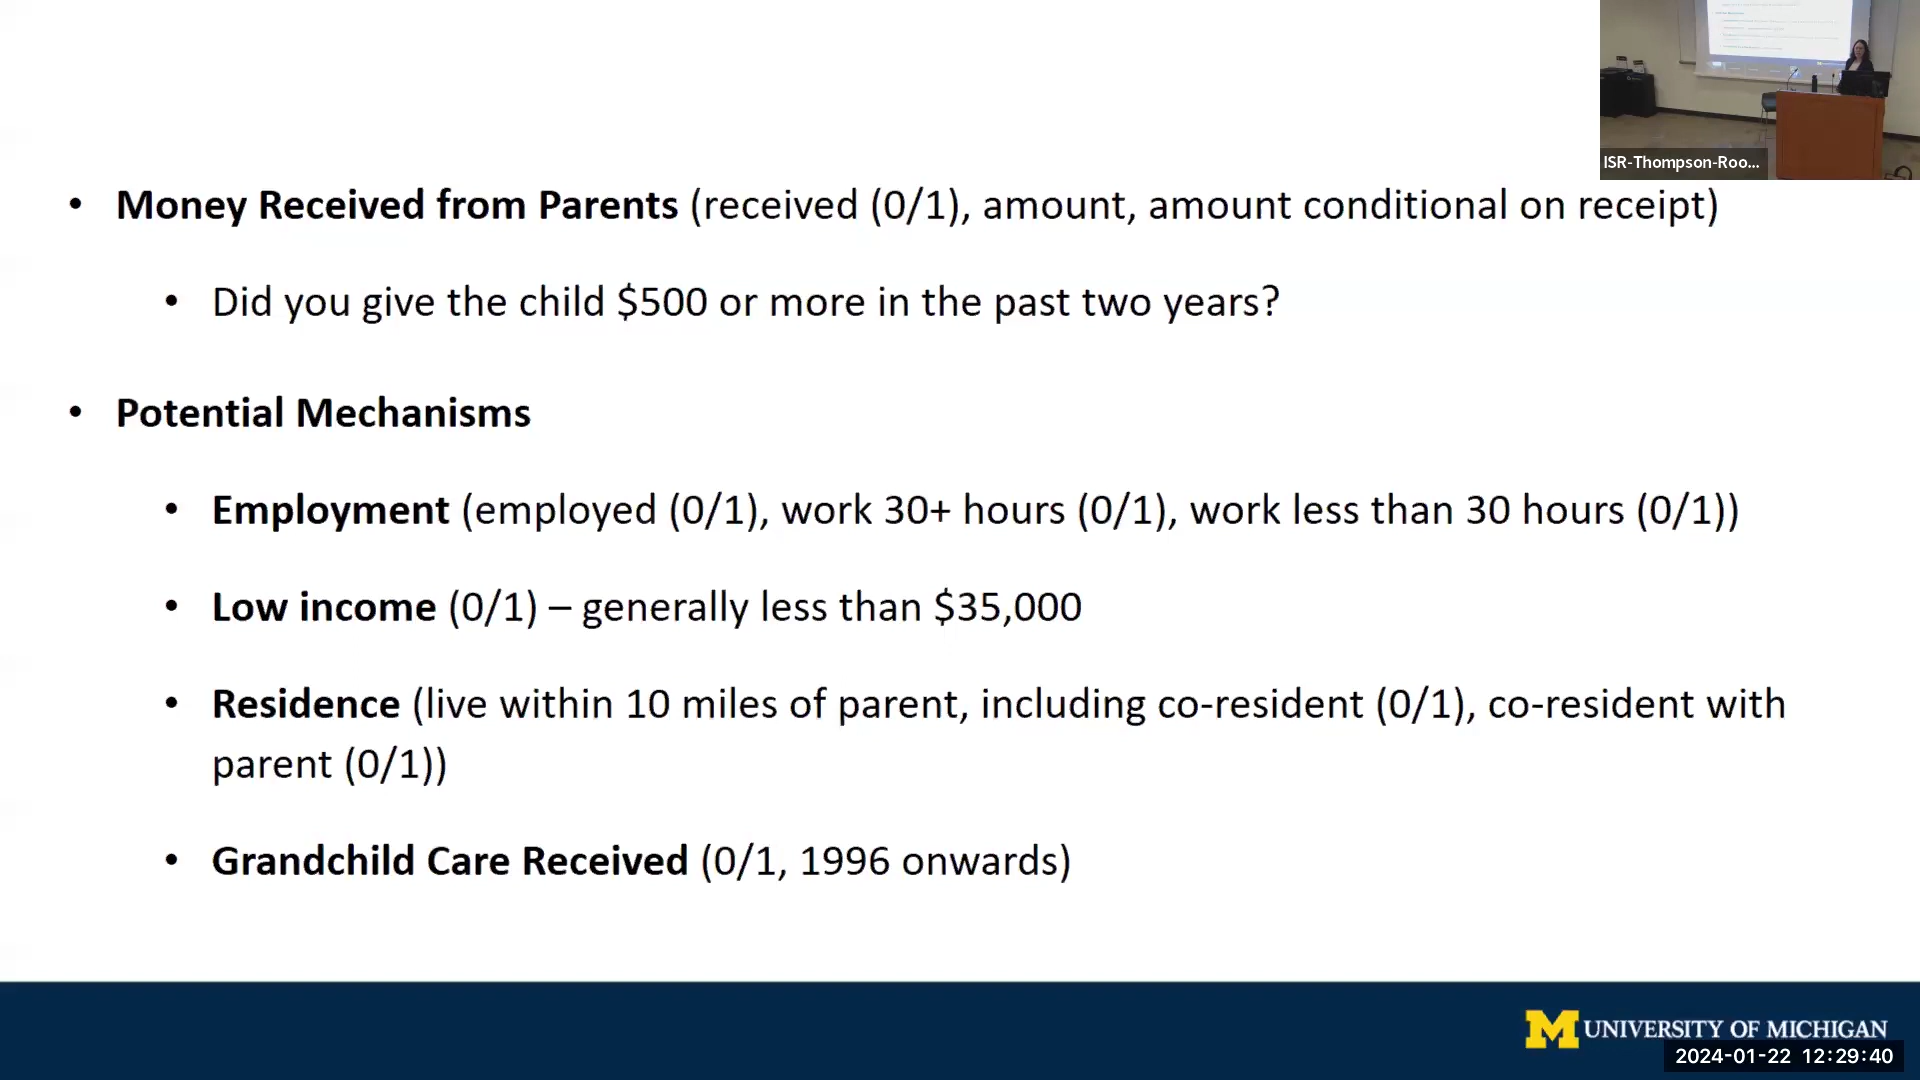 ISR-Thompson-Roo...
• Money Received from Parents (received (0/1), amount, amount conditional on receipt)
• Did you give the child $500 or more in the past two years?
• Potential Mechanisms
• Employment (employed (0/1), work 30+ hours (0/1), work less than 30 hours (0/1))
• Low income (0/1) – generally less than $35,000
• Residence (live within 10 miles of parent, including co-resident (0/1), co-resident with
parent (0/1))
• Grandchild Care Received (0/1, 1996 onwards)
M UNIVERSITY OF MICHIGAN
2024-01-22 12:29:40